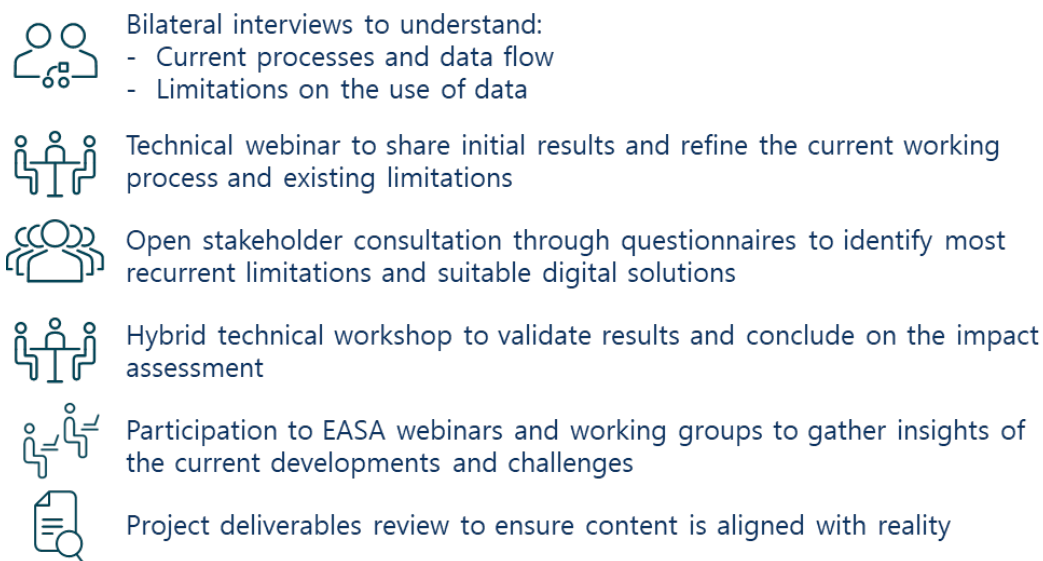 Bilateral interviews to understand:
- Current processes and data flow
- Limitations on the use of data
Technical webinar to share initial results and refine the current working
process and existing limitations
Open stakeholder consultation through questionnaires to identify most
recurrent limitations and suitable digital solutions
Hybrid technical workshop to validate results and conclude on the impact
assessment
Participation to EASA webinars and working groups to gather insights of
the current developments and challenges
Project deliverables review to ensure content is aligned with reality